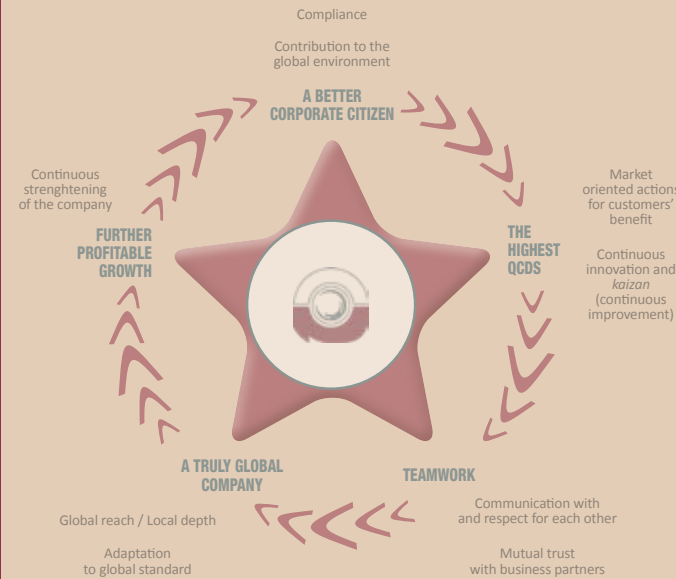 Compliance
Contribution to the
global environment
A BETTER
CORPORATE CITIZEN
Market
oriented actions
for customers'
benefit
THE
HIGHEST
QCDS
Continuous
innovation and
kaizan
(continuous
improvement)
TEAMWORK
Communication with
and respect for each other
Mutual trust
with business partners
A TRULY GLOBAL
COMPANY
Global reach / Local depth
Adaptation
to global standard
Continuous
strenghtening
of the company
FURTHER
PROFITABLE
GROWTH